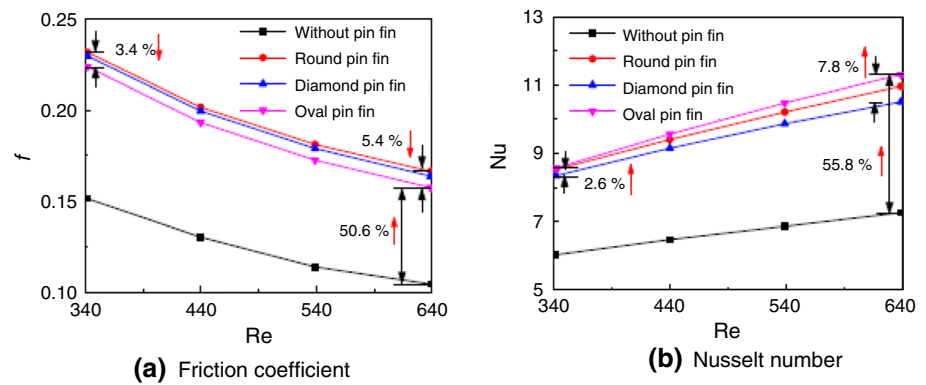 0.25
0.20
0.15
0.10
f
3.4 %
Without pin fin
Round pin fin
Diamond pin fin
Oval pin fin
5.4 %
50.6 %
340
440
540
640
Re
(a) Friction coefficient
13
11
9
7
5
Nu
Without pin fin
Round pin fin
Diamond pin fin
Oval pin fin
7.8 %
55.8 %
2.6 %
340
440
540
640
Re
(b) Nusselt number